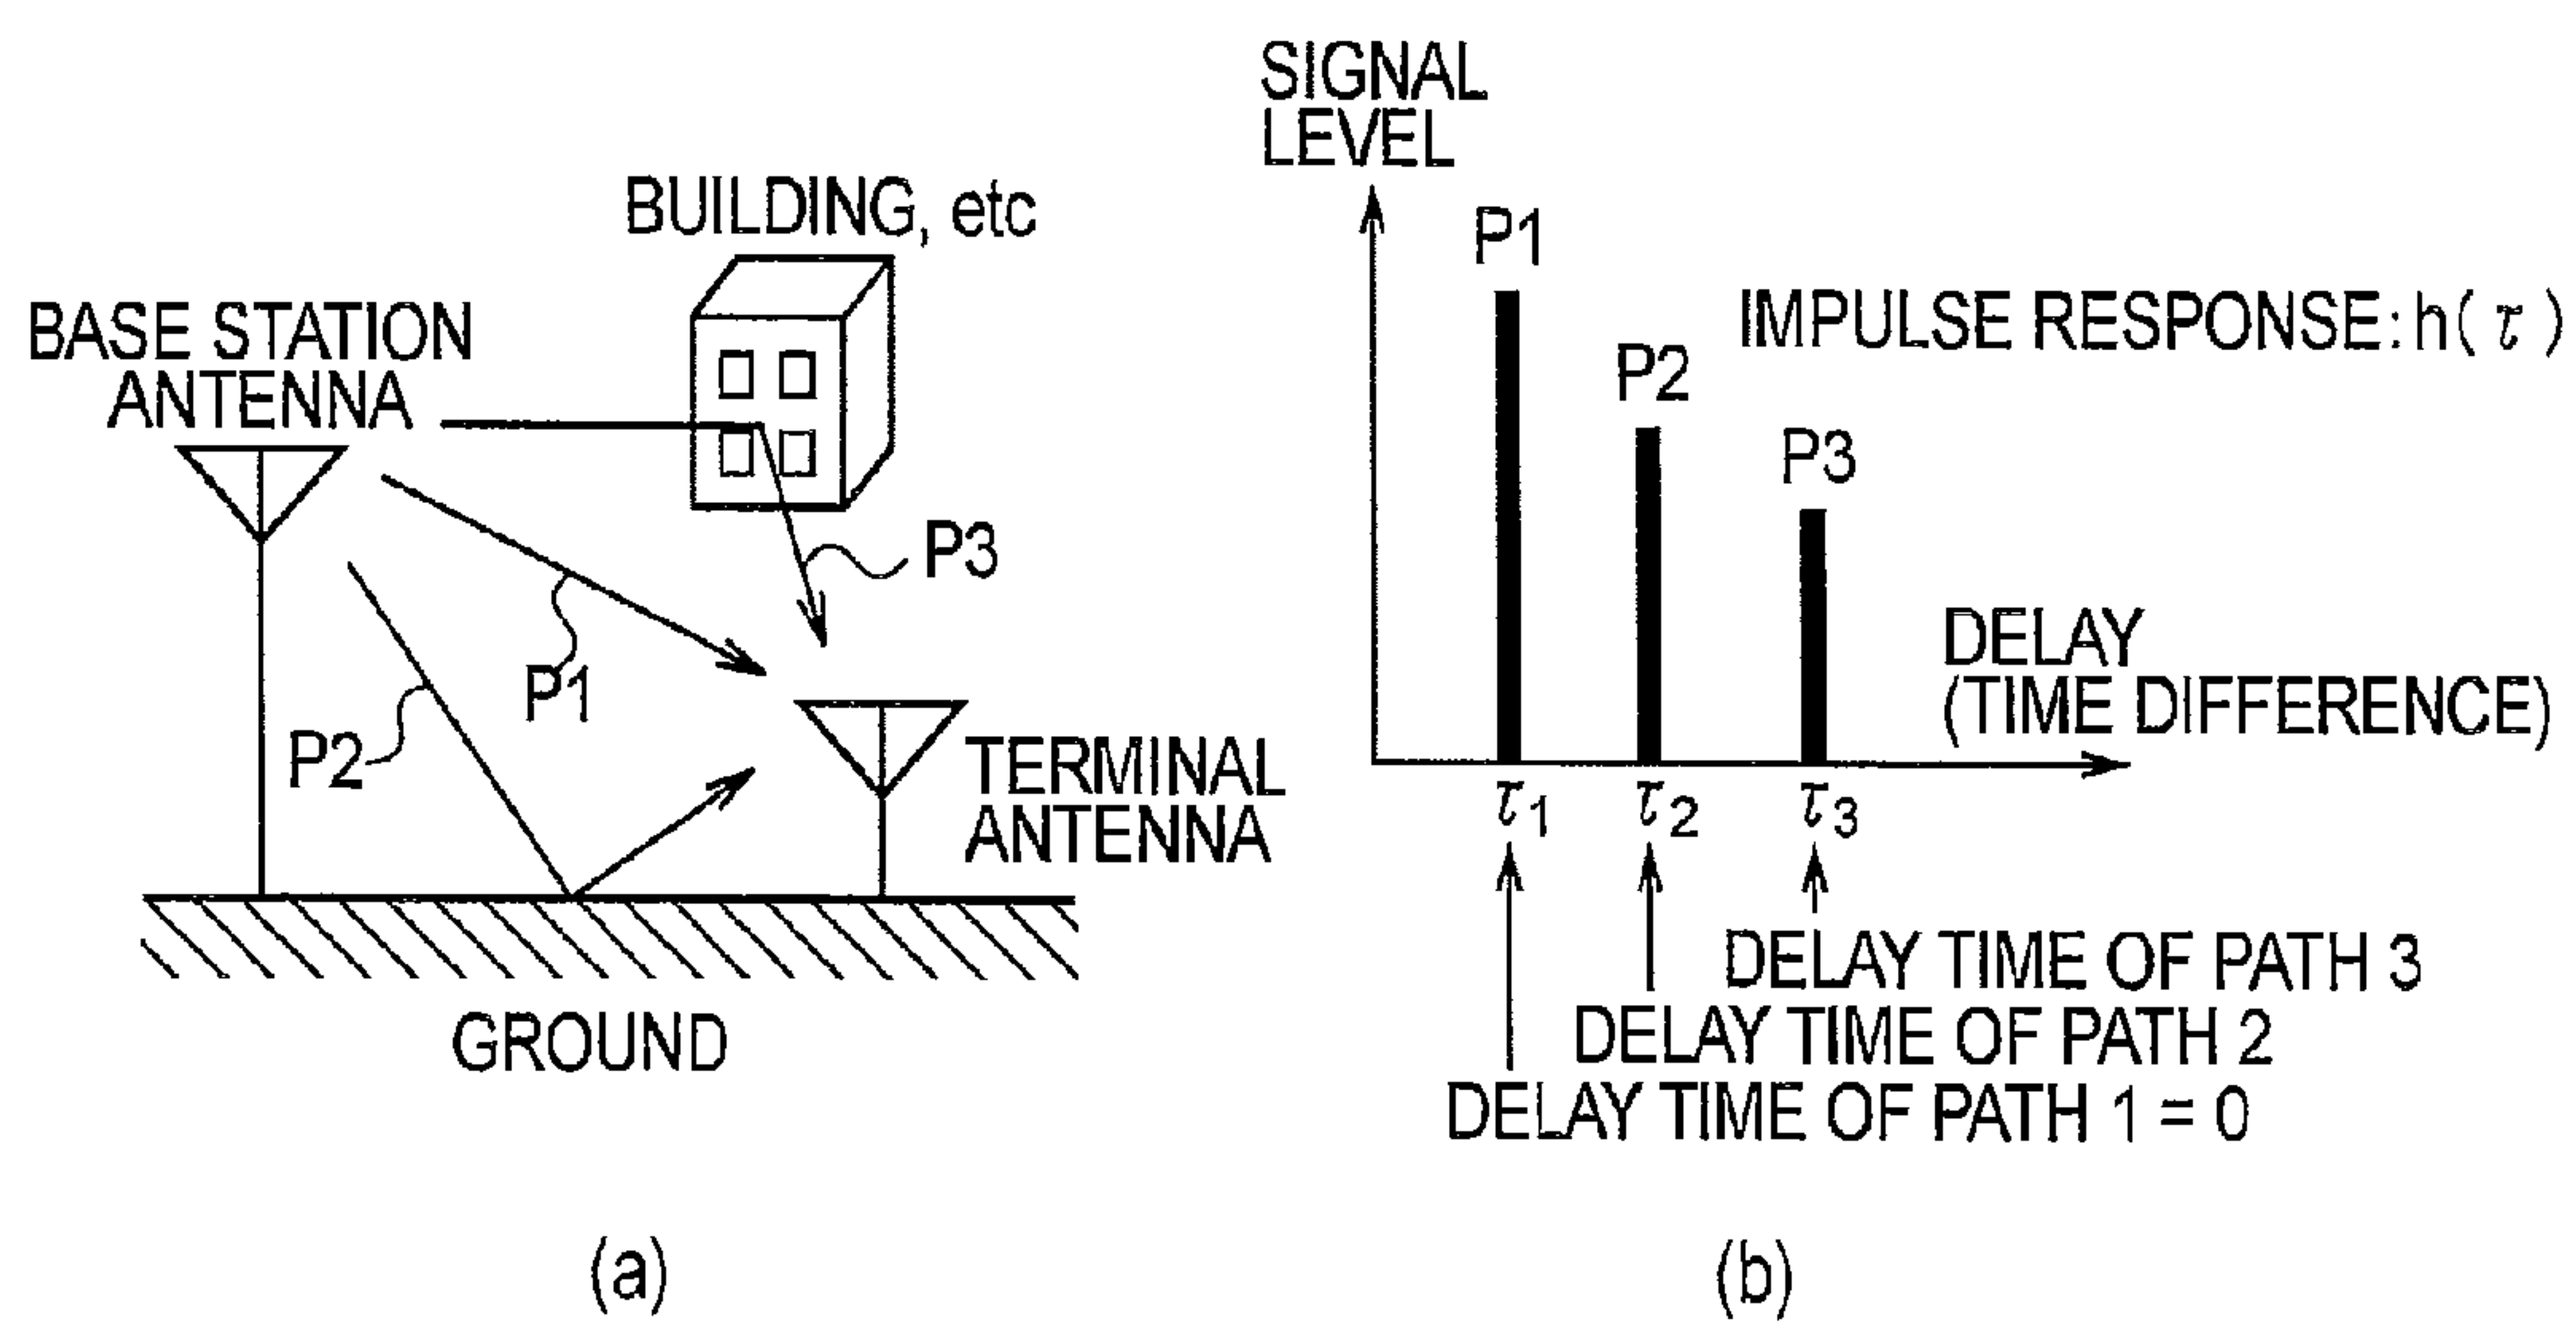 BUILDING, etc
BASE STATION
ANTENNA
P3
P1
P2
TERMINAL
ANTENNA
GROUND
(a)
SIGNAL
LEVEL
P1
IMPULSE RESPONSE: h(τ)
P2
P3
DELAY
(TIME DIFFERENCE)
τ1
τ2
τ3
DELAY TIME OF PATH 3
DELAY TIME OF PATH 2
DELAY TIME OF PATH 1 = 0
(b)